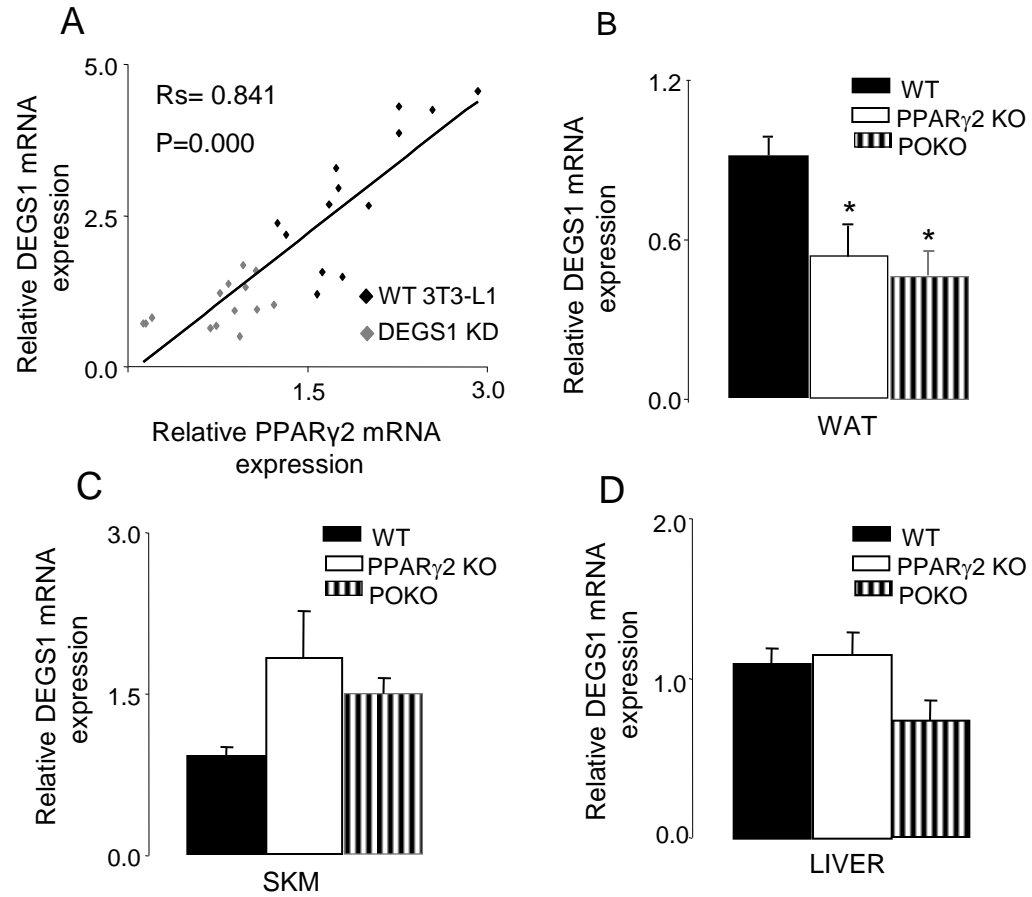 A
5.0
2.5
0.0
1.5
3.0
Rs= 0.841
P=0.000
WT 3T3-L1
DEGS1 KD
Relative DEGS1 mRNA
expression
Relative PPARγ2 mRNA
expression
B
1.2
0.6
0.0
WT
PPARγ2 KO
POKO
*
*
Relative DEGS1 mRNA
expression
WAT
C
3.0
1.5
0.0
WT
PPARγ2 KO
POKO
Relative DEGS1 mRNA
expression
SKM
D
2.0
1.0
0.0
WT
PPARγ2 KO
POKO
Relative DEGS1 mRNA
expression
LIVER